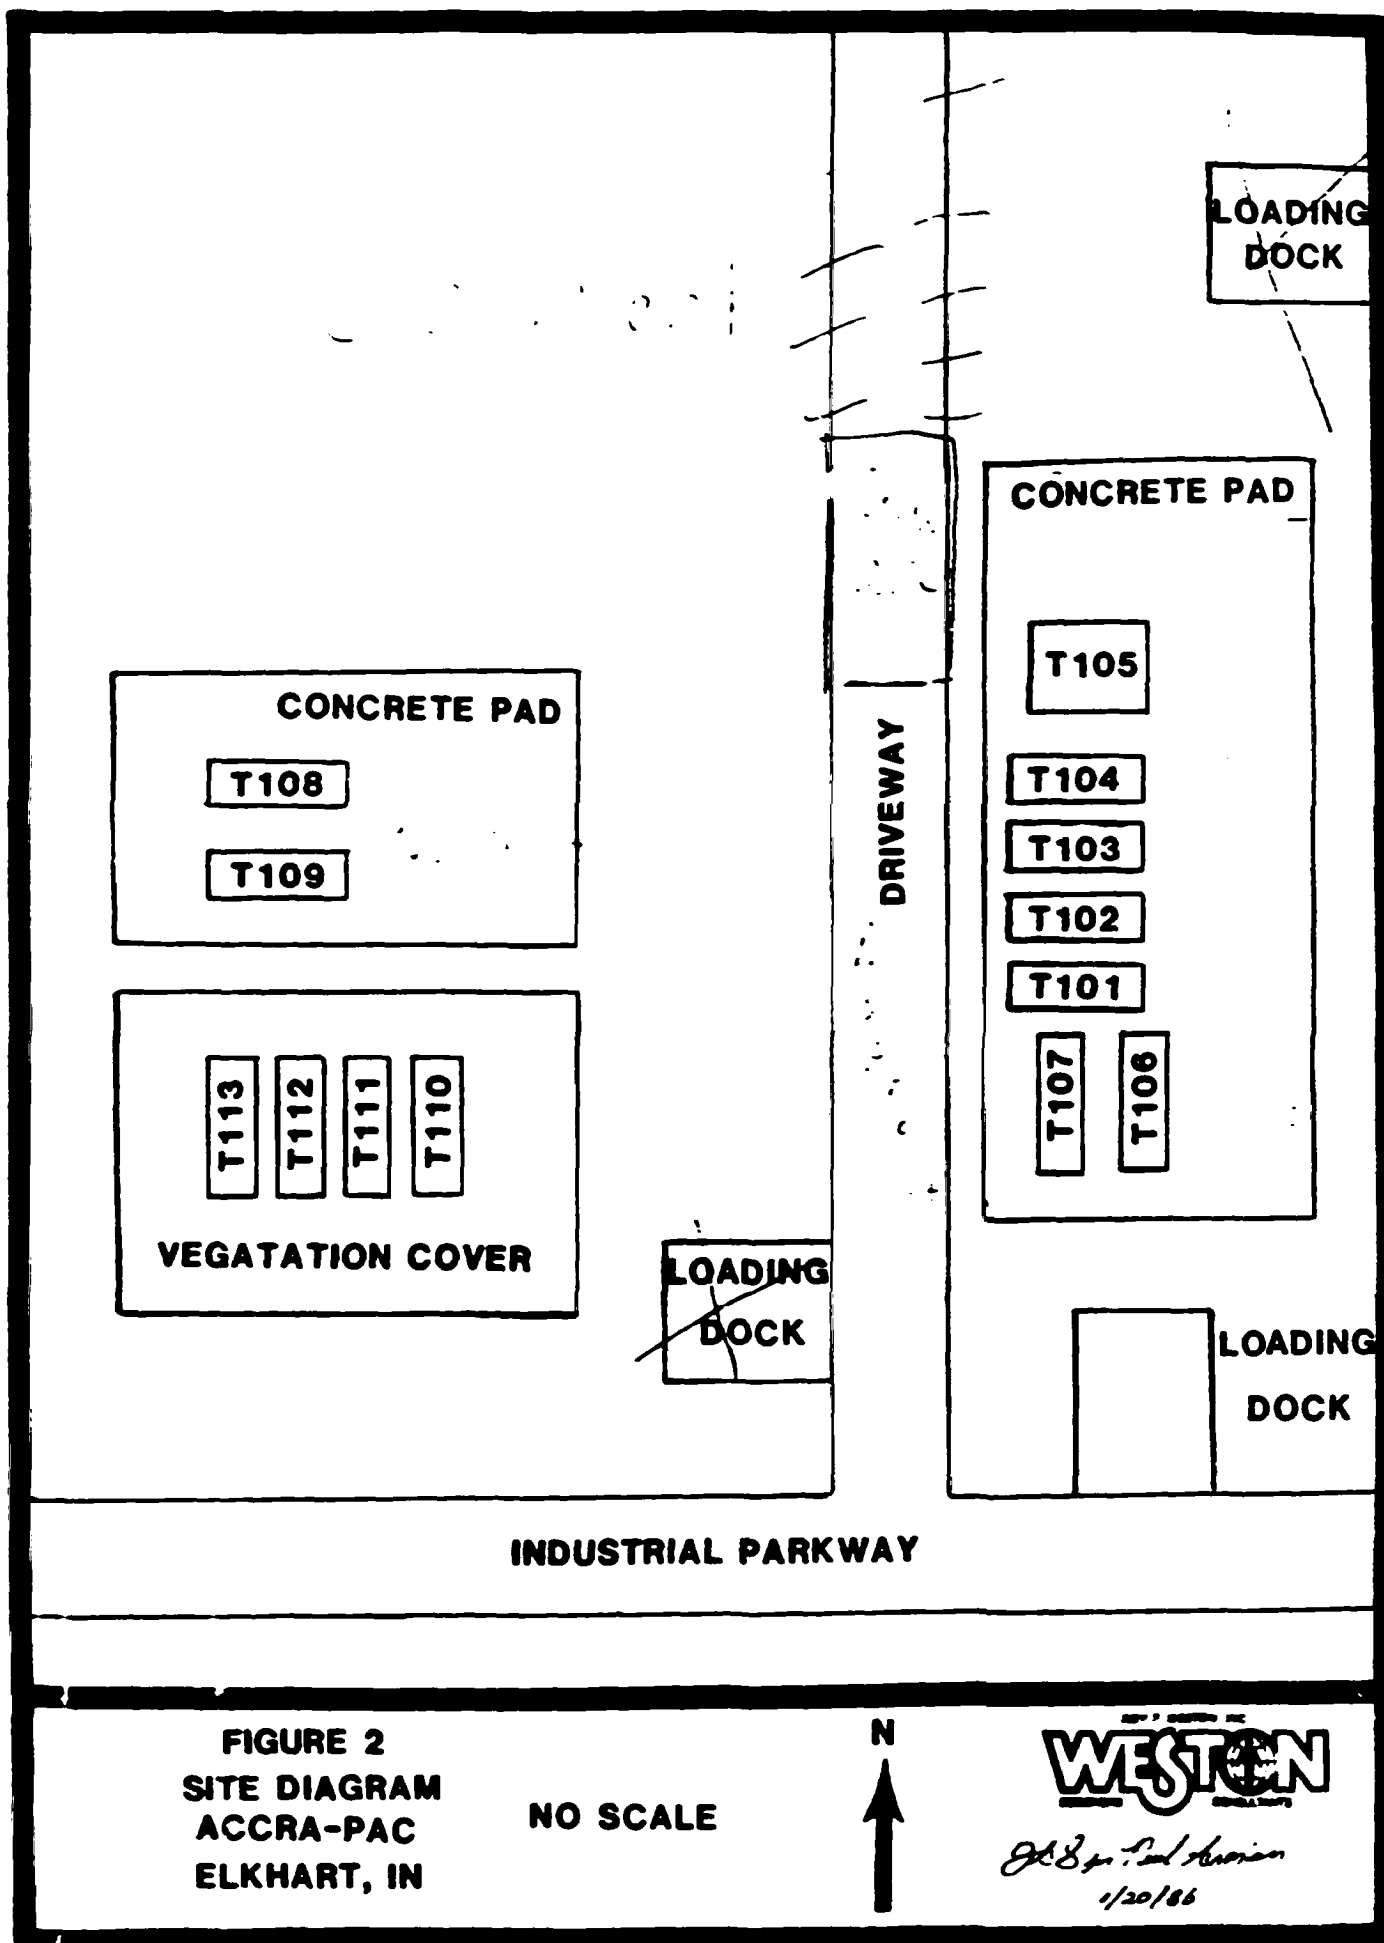 LOADING
DOCK
CONCRETE PAD
T105
T104
T103
T102
T101
T107
T106
CONCRETE PAD
T108
T109
DRIVEWAY
T113
T112
T111
T110
VEGATATION COVER
LOADING
DOCK
LOADING
DOCK
INDUSTRIAL PARKWAY
FIGURE 2
SITE DIAGRAM
ACCRA-PAC
ELKHART, IN
NO SCALE
N
WESTON
1/20/86